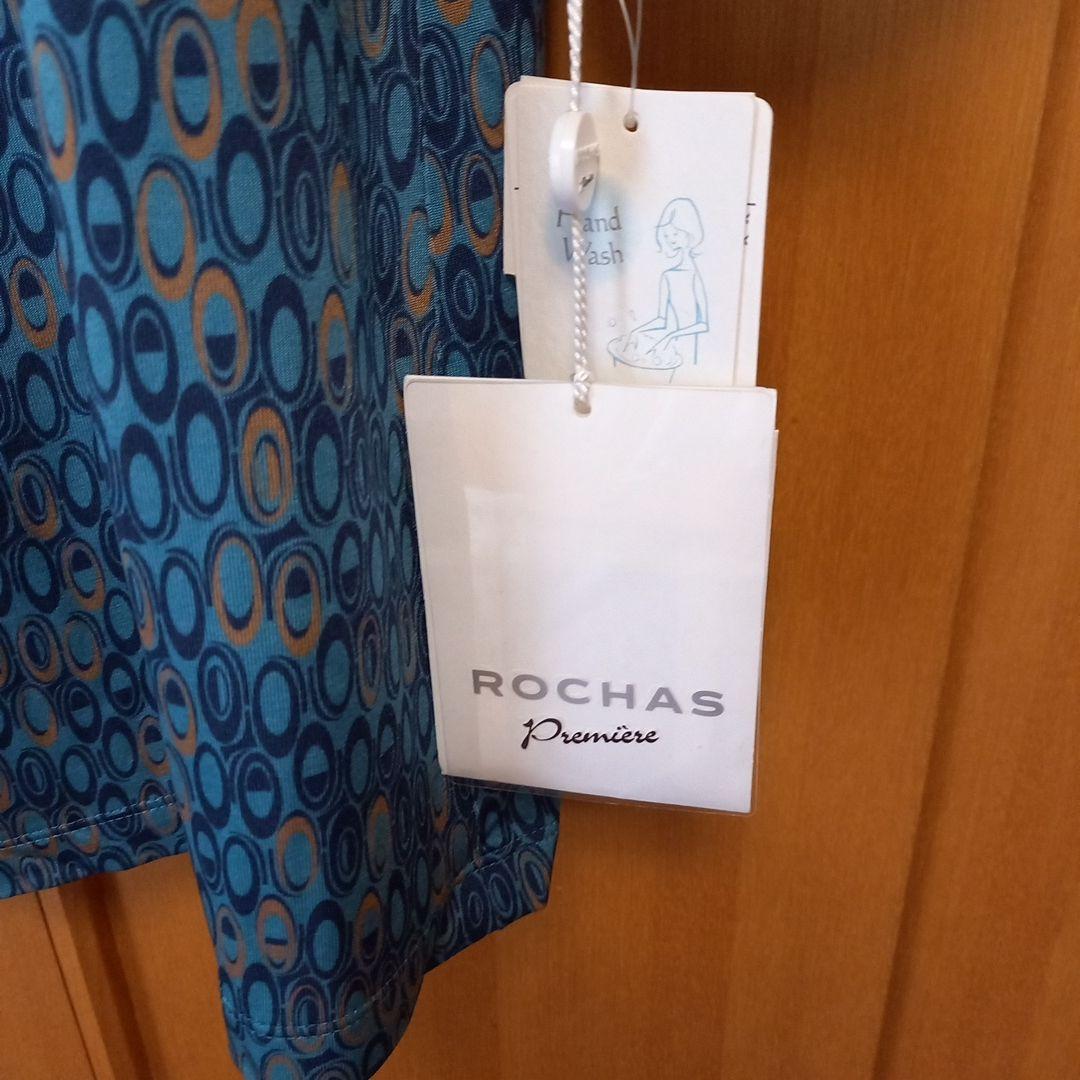 Hand
Wash
ROCHAS
Première